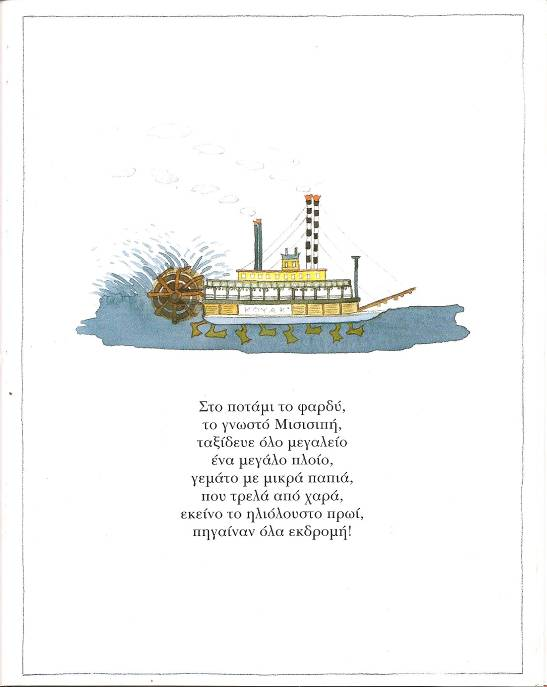 ΚΟΥΑΚ
Στο ποτάμι το φαρδύ,
το γνωστό Μισισιπή,
ταξίδευε όλο μεγαλείο
ένα μεγάλο πλοίο,
γεμάτο με μικρά παπιά,
που τρελά από χαρά,
εκείνο το ηλιόλουστο πρωί,
πηγαίναν όλα εκδρομή!